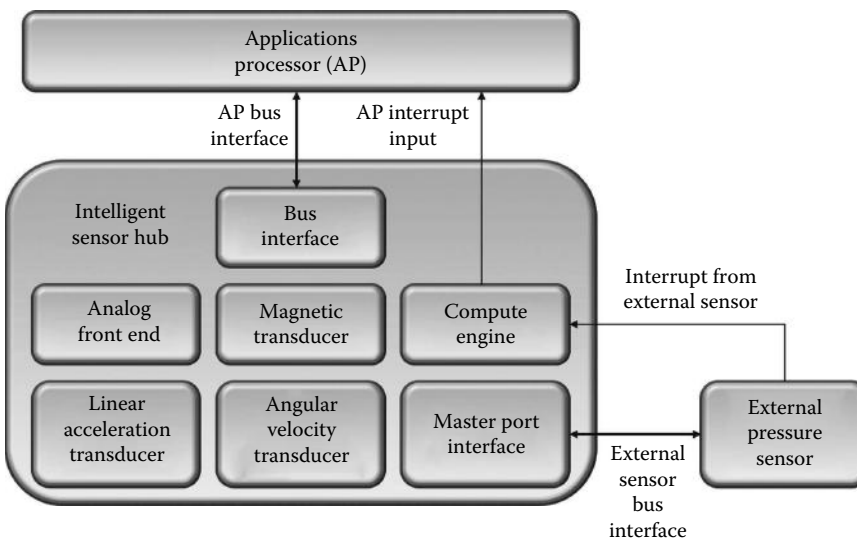 Applications
processor (AP)
AP bus
interface
AP interrupt
input
Intelligent
sensor hub
Bus
interface
Interrupt from
external sensor
Analog
front end
Magnetic
transducer
Compute
engine
Linear
acceleration
transducer
Angular
velocity
transducer
Master port
interface
External
pressure
sensor
External
sensor
bus
interface